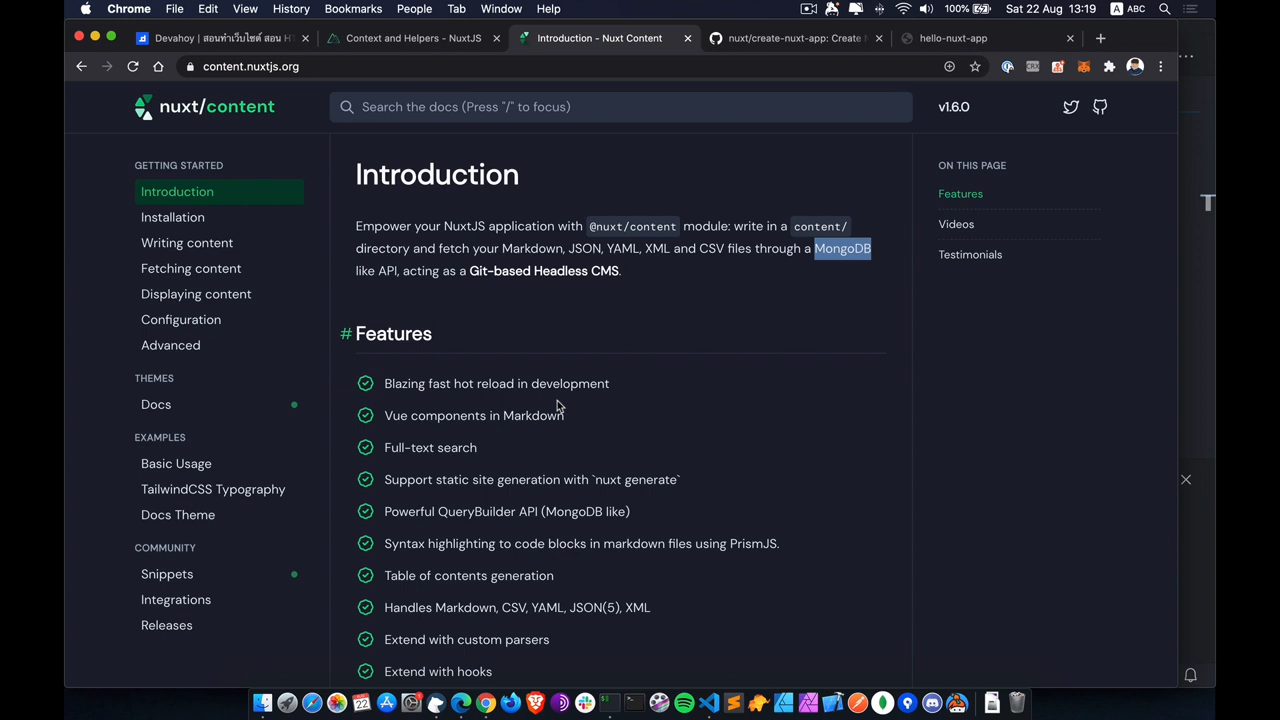 Chrome File Edit View History Bookmarks People Tab Window Help 100% Sat 22 Aug 13:19 A ABC
Devahoy | สอนทำเว็บไซต์ สอน HT
Context and Helpers - NuxtJS
Introduction - Nuxt Content
nuxt/create-nuxt-app: Create N
hello-nuxt-app
content.nuxtjs.org
nuxt/content
Search the docs (Press "/" to focus)
v1.6.0
GETTING STARTED
Introduction
Installation
Writing content
Fetching content
Displaying content
Configuration
Advanced
THEMES
Docs
EXAMPLES
Basic Usage
TailwindCSS Typography
Docs Theme
COMMUNITY
Snippets
Integrations
Releases
Introduction
Empower your NuxtJS application with @nuxt/content module: write in a content/
directory and fetch your Markdown, JSON, YAML, XML and CSV files through a MongoDB
like API, acting as a Git-based Headless CMS.
# Features
Blazing fast hot reload in development
Vue components in Markdown
Full-text search
Support static site generation with `nuxt generate`
Powerful QueryBuilder API (MongoDB like)
Syntax highlighting to code blocks in markdown files using PrismJS.
Table of contents generation
Handles Markdown, CSV, YAML, JSON(5), XML
Extend with custom parsers
Extend with hooks
ON THIS PAGE
Features
Videos
Testimonials